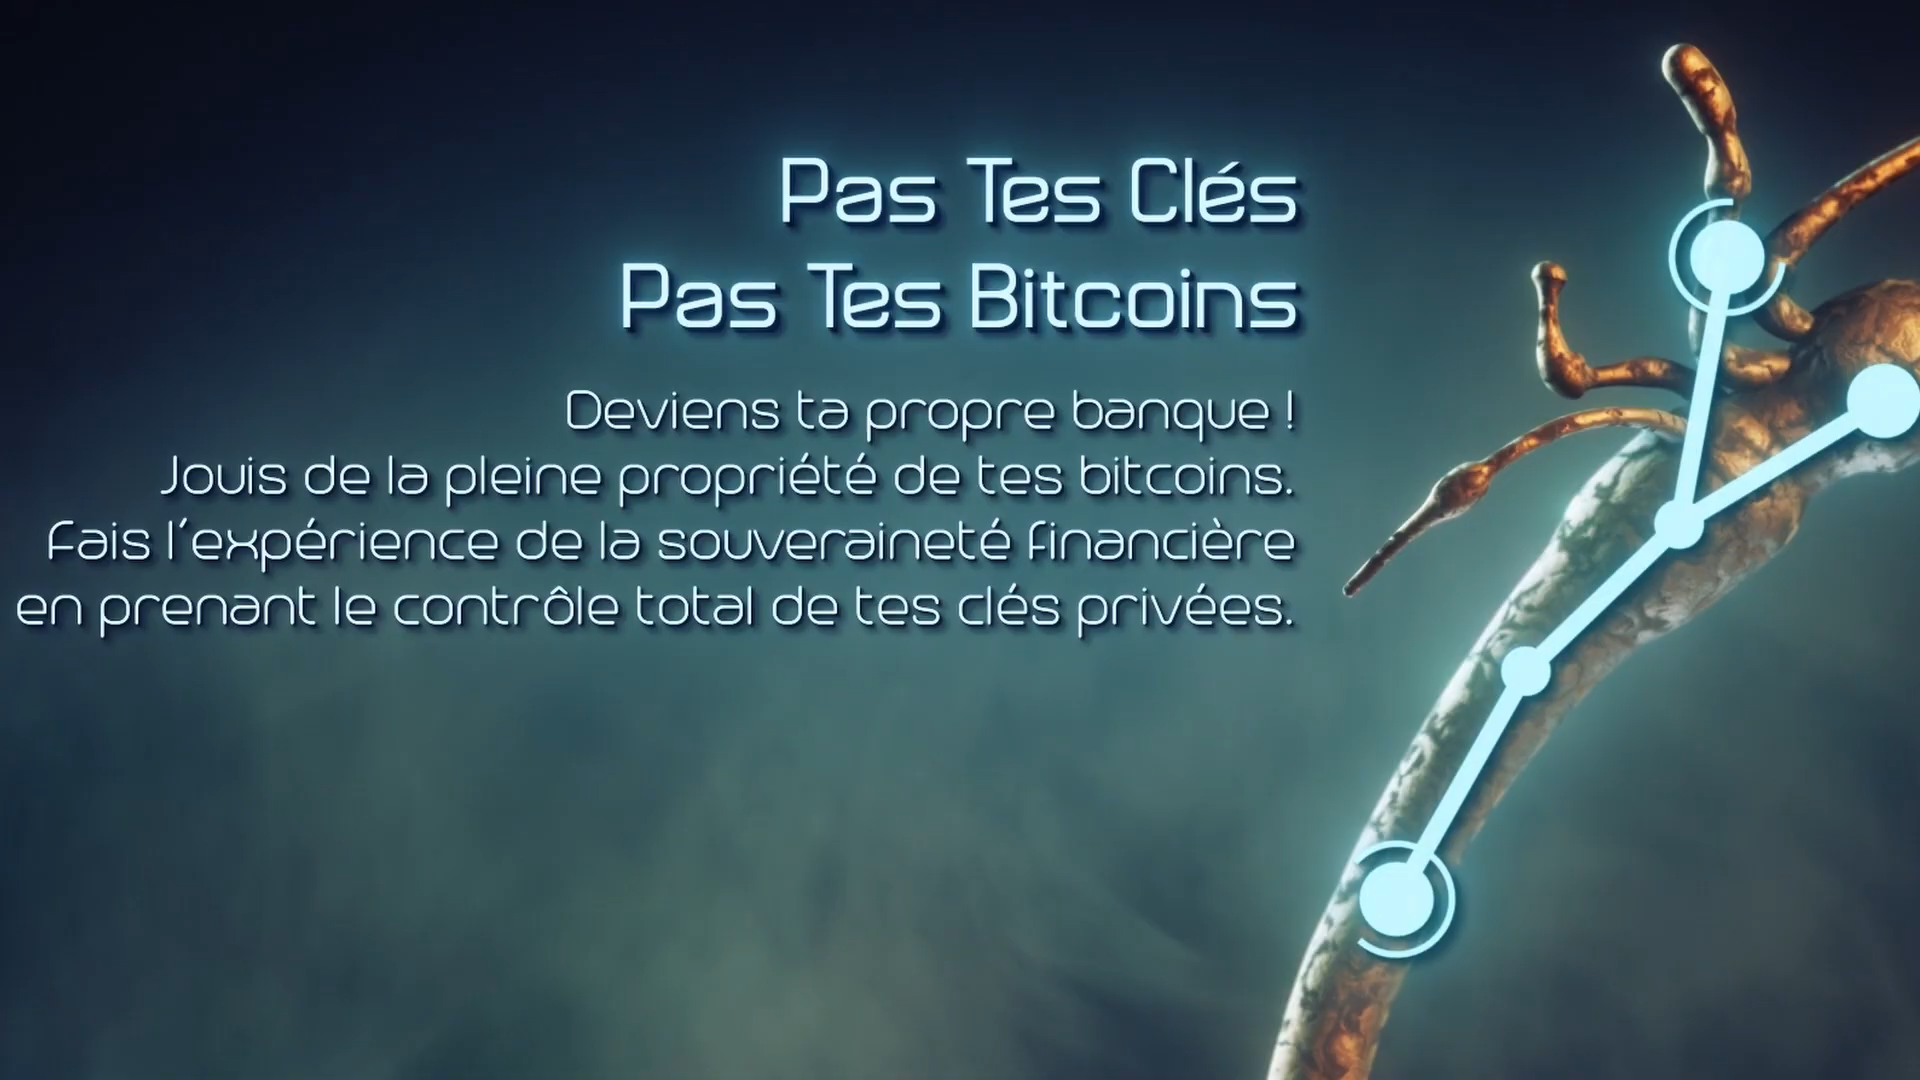 Pas Tes Clés
Pas Tes Bitcoins
Deviens ta propre banque !
Jouis de la pleine propriété de tes bitcoins.
Fais l'expérience de la souveraineté financière
en prenant le contrôle total de tes clés privées.